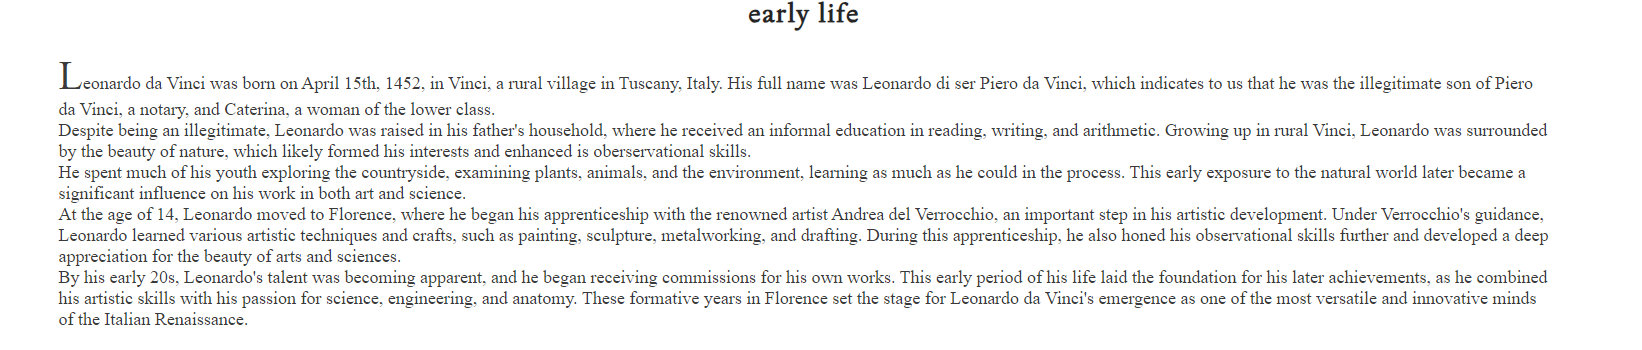 early life
Leonardo da Vinci was born on April 15th, 1452, in Vinci, a rural village in Tuscany, Italy. His full name was Leonardo di ser Piero da Vinci, which indicates to us that he was the illegitimate son of Piero
da Vinci, a notary, and Caterina, a woman of the lower class.
Despite being an illegitimate, Leonardo was raised in his father's household, where he received an informal education in reading, writing, and arithmetic. Growing up in rural Vinci, Leonardo was surrounded
by the beauty of nature, which likely formed his interests and enhanced is oberservational skills.
He spent much of his youth exploring the countryside, examining plants, animals, and the environment, learning as much as he could in the process. This early exposure to the natural world later became a
significant influence on his work in both art and science.
At the age of 14, Leonardo moved to Florence, where he began his apprenticeship with the renowned artist Andrea del Verrocchio, an important step in his artistic development. Under Verrocchio's guidance,
Leonardo learned various artistic techniques and crafts, such as painting, sculpture, metalworking, and drafting. During this apprenticeship, he also honed his observational skills further and developed a deep
appreciation for the beauty of arts and sciences.
By his early 20s, Leonardo's talent was becoming apparent, and he began receiving commissions for his own works. This early period of his life laid the foundation for his later achievements, as he combined
his artistic skills with his passion for science, engineering, and anatomy. These formative years in Florence set the stage for Leonardo da Vinci's emergence as one of the most versatile and innovative minds
of the Italian Renaissance.